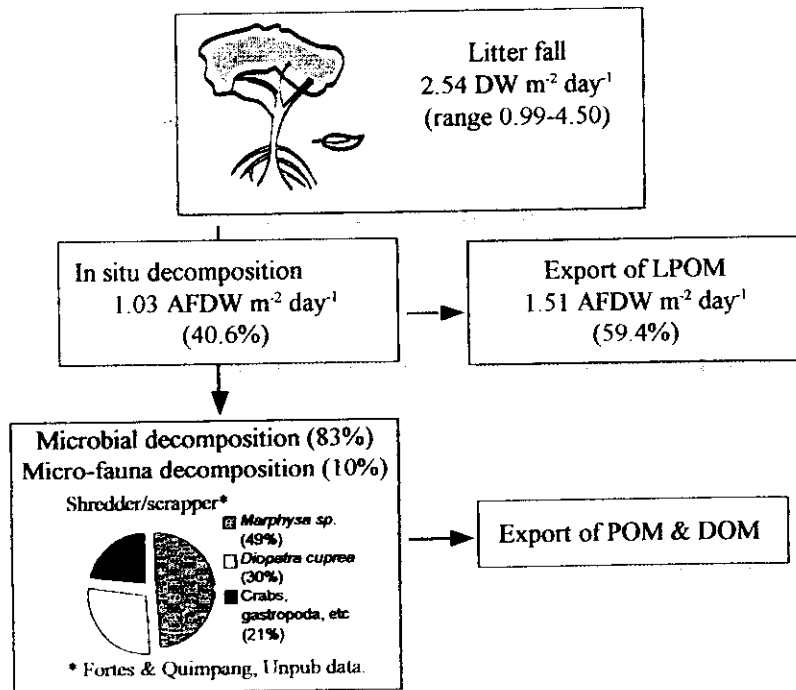 Litter fall
2.54 DW m⁻² day⁻¹
(range 0.99-4.50)
In situ decomposition
1.03 AFDW m⁻² day⁻¹
(40.6%)
Export of LPOM
1.51 AFDW m⁻² day⁻¹
(59.4%)
Microbial decomposition (83%)
Micro-fauna decomposition (10%)
Shredder/scrapper*
Marphysa sp.
(49%)
Diopatra cuprea
(30%)
Crabs,
gastropoda, etc
(21%)
* Fortes & Quimpang, Unpub data.
Export of POM & DOM